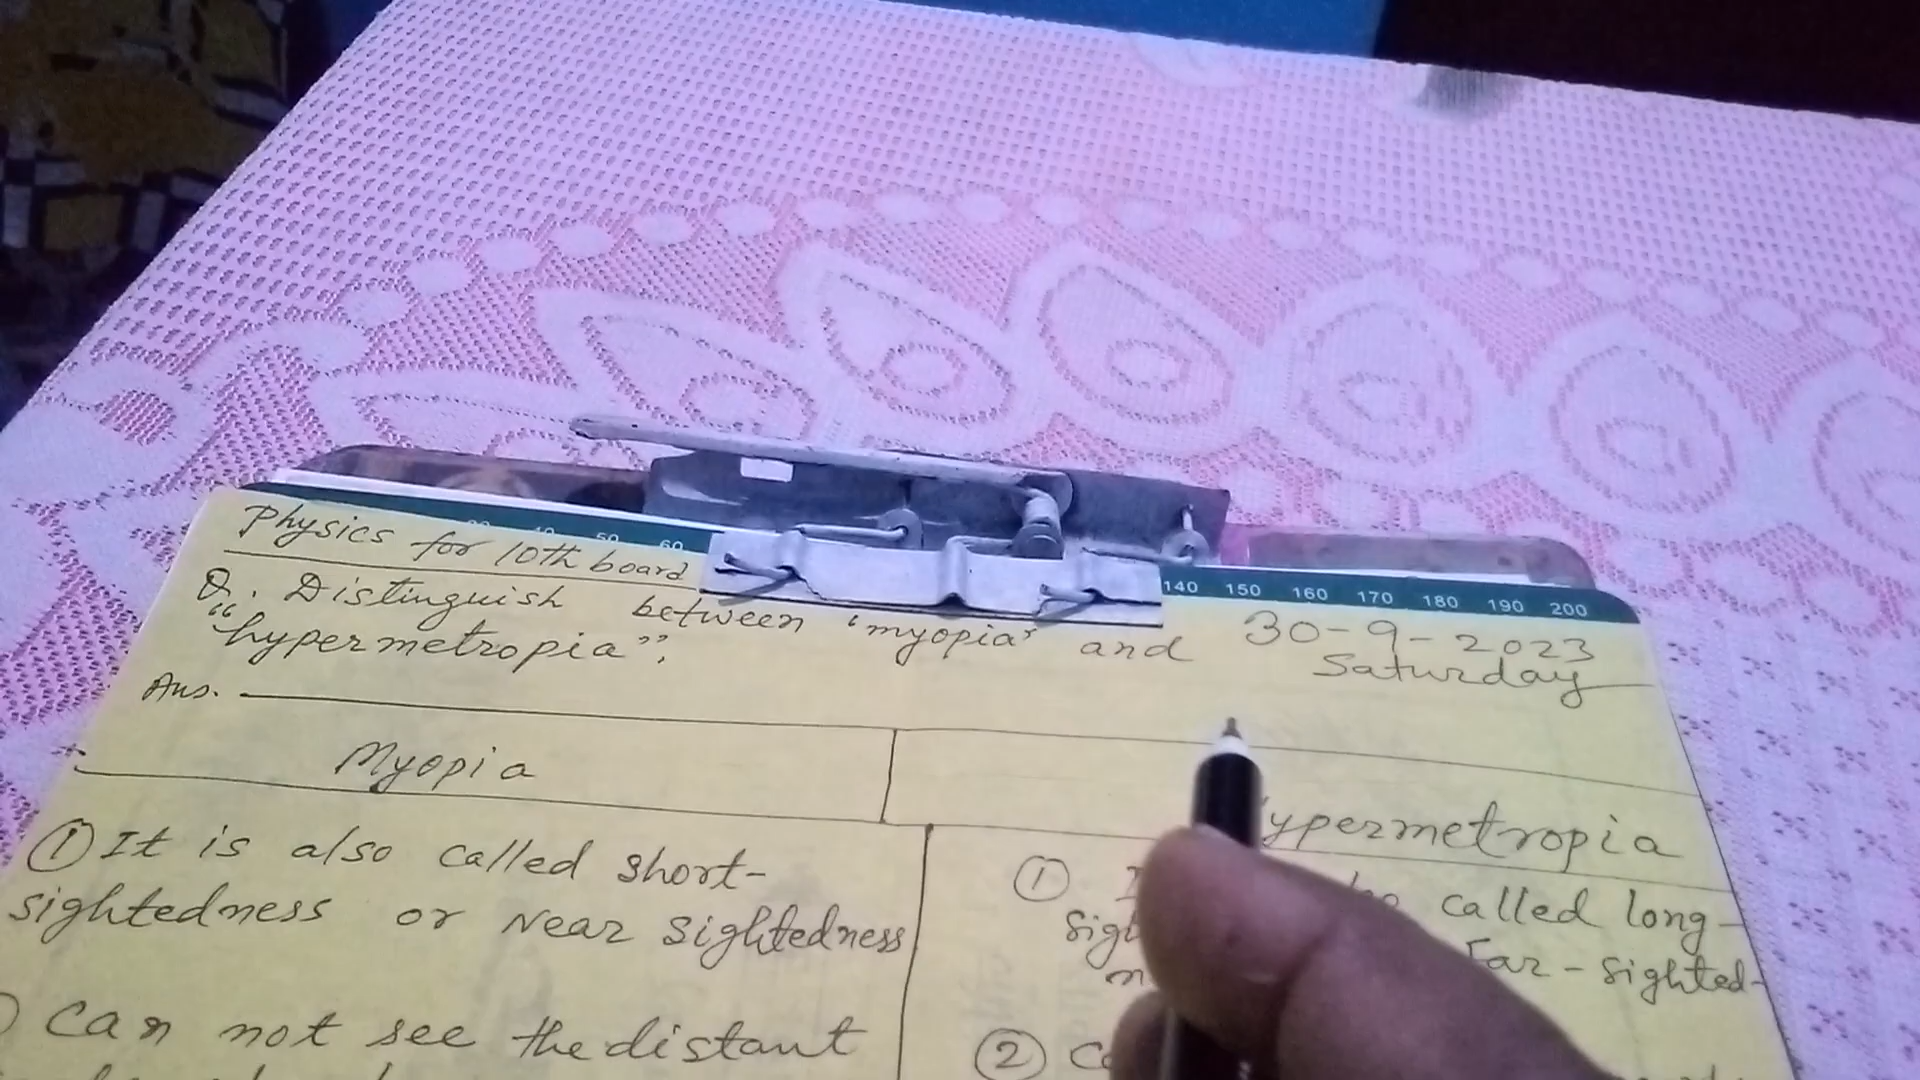 Physics for 10th board
Q. Distinguish between 'myopia' and
"hypermetropia".
30-9-2023
Saturday
Ans.
Myopia
① It is also called short-
sightedness or Near sightedness
Can not see the distant
ypermetropia
① called long-
Far-sighted-
②
40 50 60 140 150 160 170 180 190 200